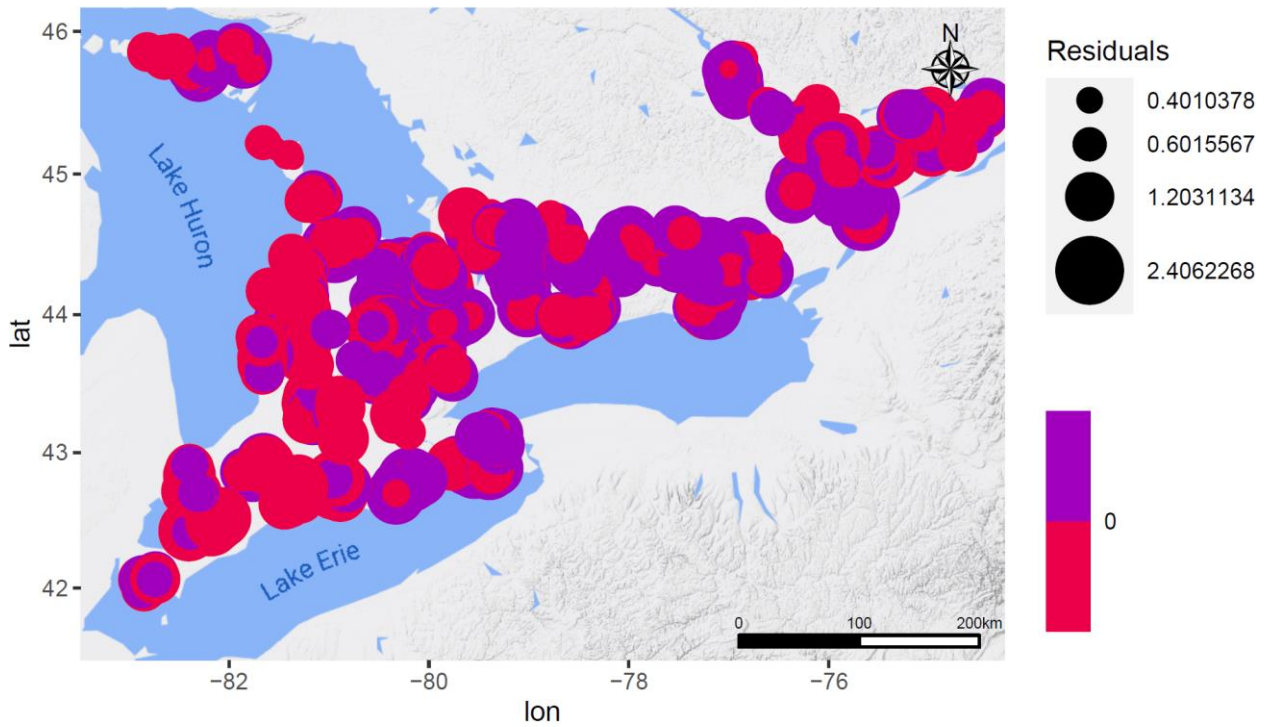 46
45
44
43
42
lat
−82
−80
−78
−76
lon
Lake Huron
Lake Erie
N
0 100 200km
Residuals
0.4010378
0.6015567
1.2031134
2.4062268
0